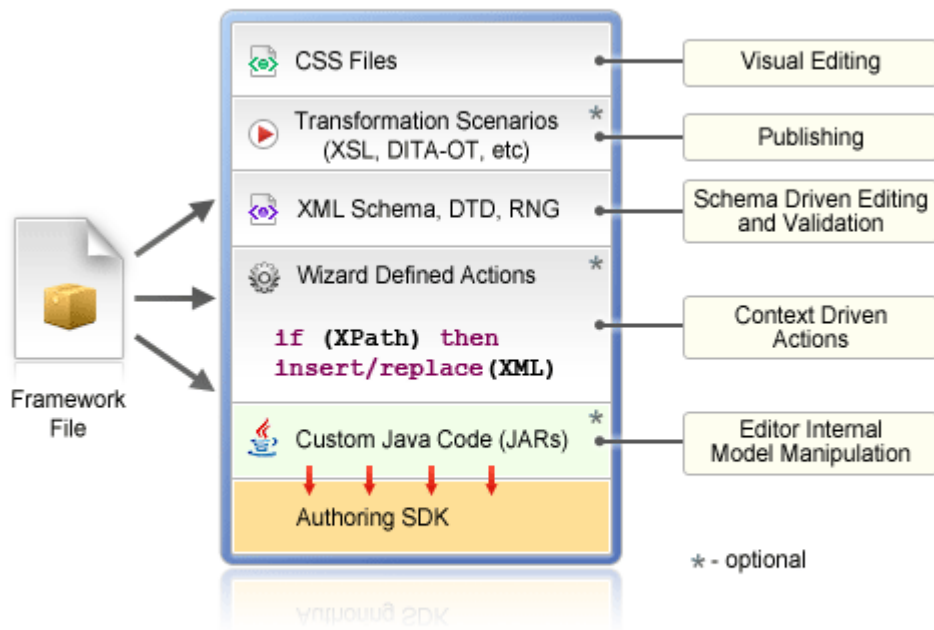 CSS Files
Visual Editing
Transformation Scenarios *
(XSL, DITA-OT, etc)
Publishing
XML Schema, DTD, RNG
Schema Driven Editing
and Validation
Wizard Defined Actions *
if (XPath) then
insert/replace(XML)
Context Driven
Actions
Framework
File
Custom Java Code (JARs) *
Editor Internal
Model Manipulation
Authoring SDK
* - optional
Authoring SDK